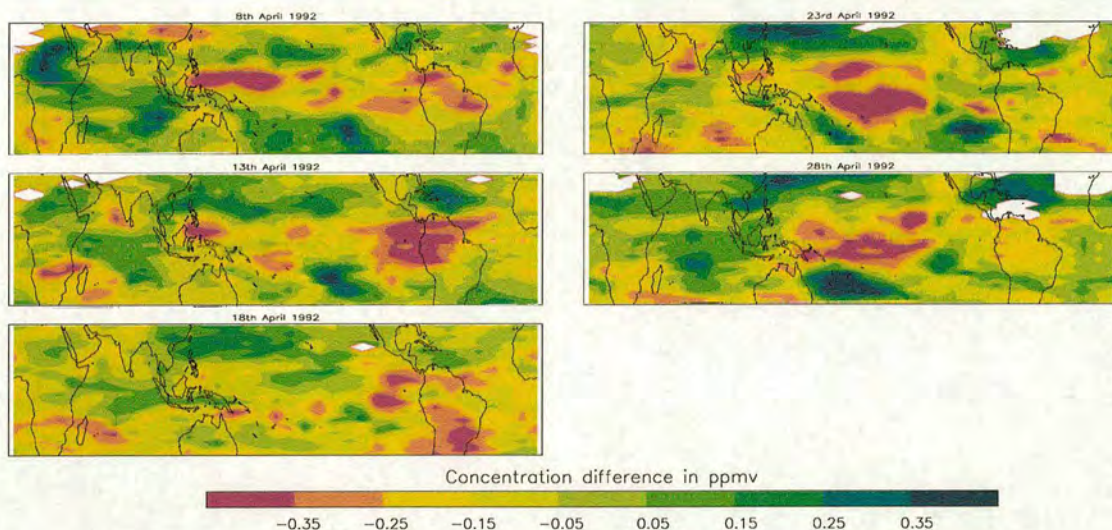 8th April 1992
23rd April 1992
13th April 1992
28th April 1992
18th April 1992
Concentration difference in ppmv
-0.35 -0.25 -0.15 -0.05 0.05 0.15 0.25 0.35